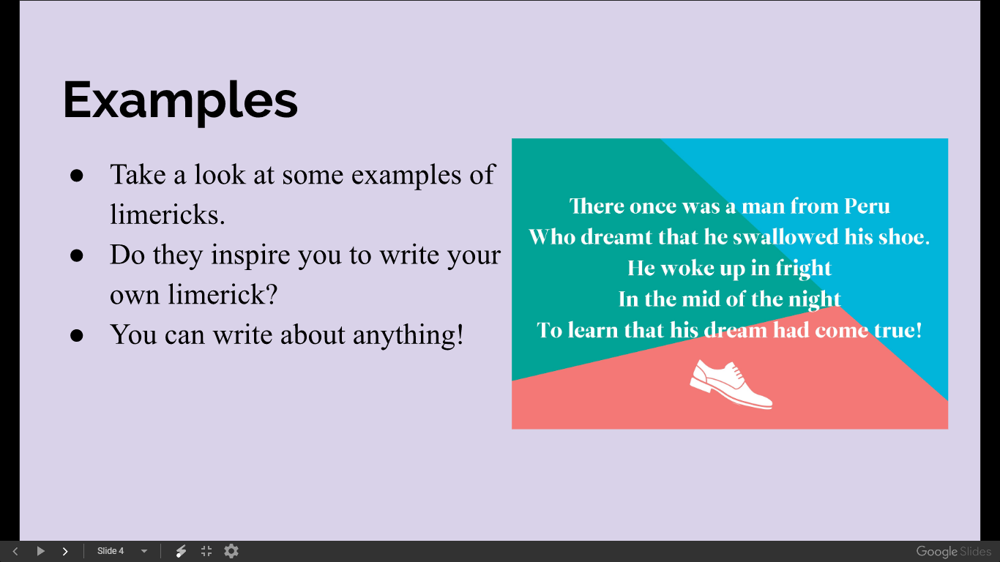 Examples
● Take a look at some examples of
limericks.
● Do they inspire you to write your
own limerick?
● You can write about anything!
There once was a man from Peru
Who dreamt that he swallowed his shoe.
He woke up in fright
In the mid of the night
To learn that his dream had come true!
Slide 4
Google Slides